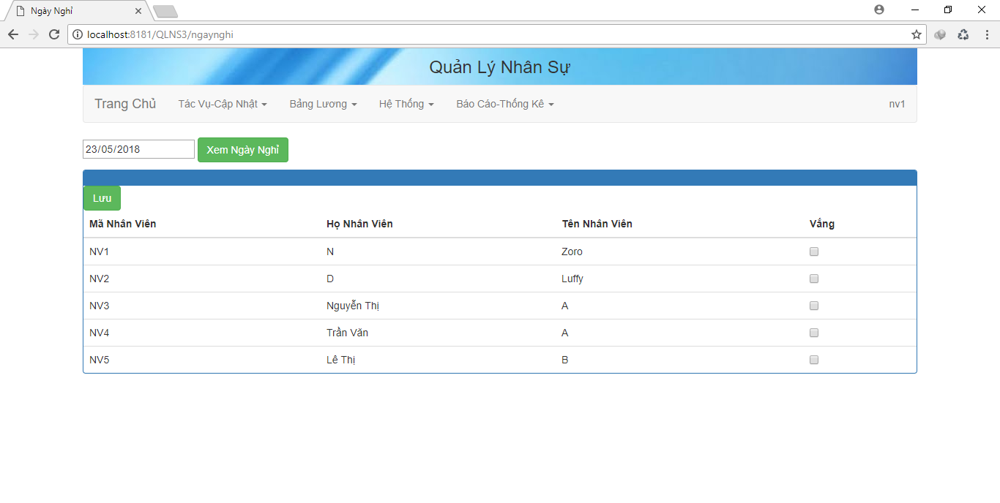 Ngày Nghỉ
localhost:8181/QLNS3/ngaynghi
Quản Lý Nhân Sự
Trang Chủ Tác Vụ-Cập Nhật Bảng Lương Hệ Thống Báo Cáo-Thống Kê nv1
23/05/2018 Xem Ngày Nghỉ
Lưu
Mã Nhân Viên Họ Nhân Viên Tên Nhân Viên Vắng
NV1 N Zoro
NV2 D Luffy
NV3 Nguyễn Thị A
NV4 Trần Văn A
NV5 Lê Thị B